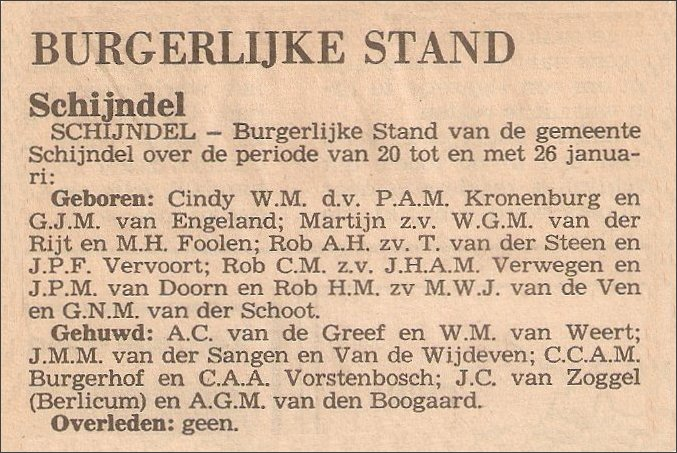 BURGERLIJKE STAND
Schijndel
SCHIJNDEL – Burgerlijke Stand van de gemeente
Schijndel over de periode van 20 tot en met 26 janua-
ri:
Geboren: Cindy W.M. d.v. P.A.M. Kronenburg en
G.J.M. van Engeland; Martijn z.v. W.G.M. van der
Rijt en M.H. Foolen; Rob A.H. zv. T. van der Steen en
J.P.F. Vervoort; Rob C.M. z.v. J.H.A.M. Verwegen en
J.P.M. van Doorn en Rob H.M. zv M.W.J. van de Ven
en G.N.M. van der Schoot.
Gehuwd: A.C. van de Greef en W.M. van Weert;
J.M.M. van der Sangen en Van de Wijdeven; C.C.A.M.
Burgerhof en C.A.A. Vorstenbosch; J.C. van Zoggel
(Berlicum) en A.G.M. van den Boogaard.
Overleden: geen.